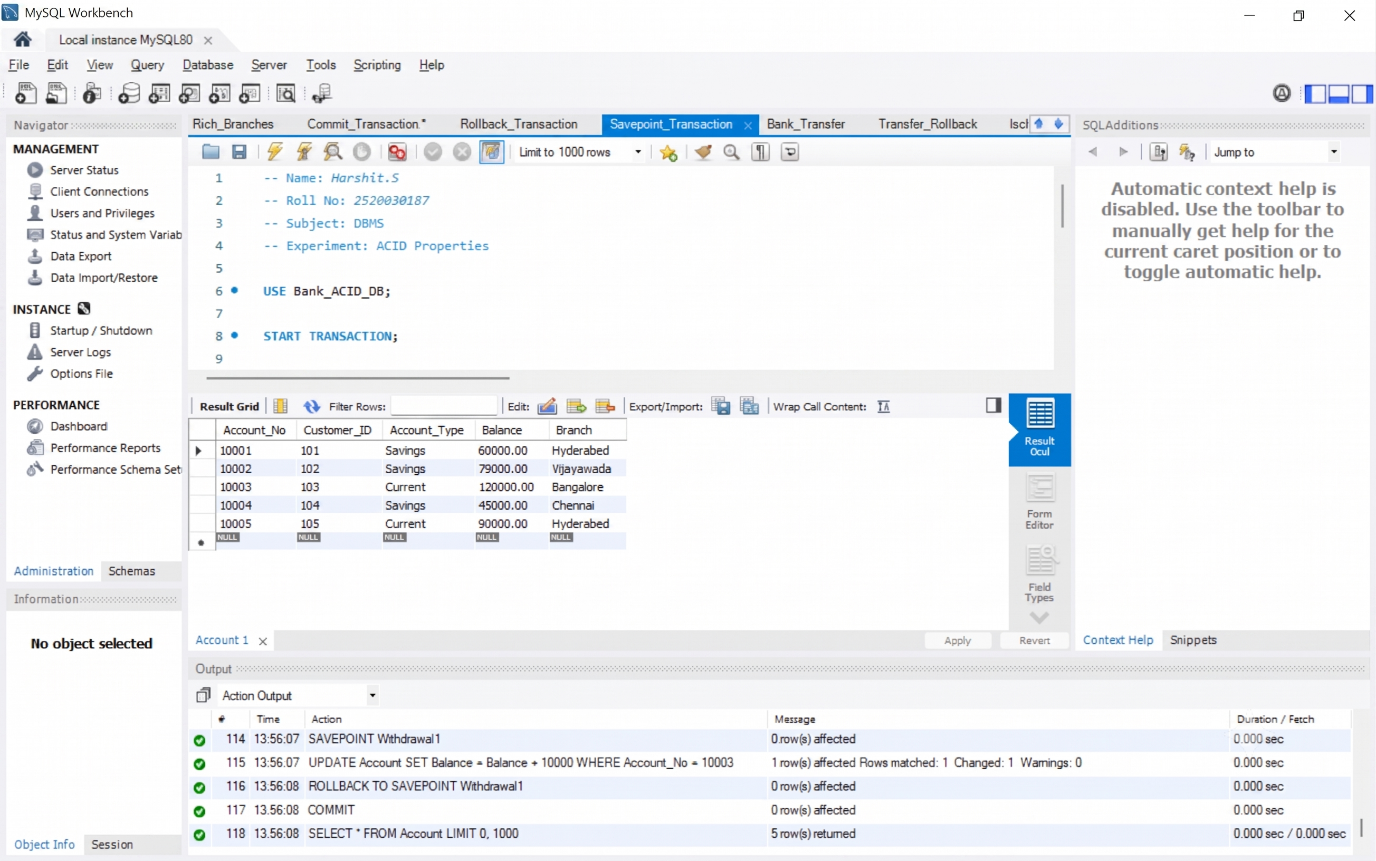 MySQL Workbench
Local instance MySQL80
File Edit View Query Database Server Tools Scripting Help
Navigator
MANAGEMENT
Server Status
Client Connections
Users and Privileges
Status and System Variab
Data Export
Data Import/Restore
INSTANCE
Startup / Shutdown
Server Logs
Options File
PERFORMANCE
Dashboard
Performance Reports
Performance Schema Set
Administration Schemas
Information
No object selected
Object Info Session
Rich_Branches Commit_Transaction* Rollback_Transaction Savepoint_Transaction Bank_Transfer Transfer_Rollback Iscl
Limit to 1000 rows
1 -- Name: Harshit.S
2 -- Roll No: 2520030187
3 -- Subject: DBMS
4 -- Experiment: ACID Properties
5
6 USE Bank_ACID_DB;
7
8 START TRANSACTION;
9
Result Grid Filter Rows: Edit: Export/Import: Wrap Call Content: IA
Account_No Customer_ID Account_Type Balance Branch
10001 101 Savings 60000.00 Hyderabed
10002 102 Savings 79000.00 Vijayawada
10003 103 Current 120000.00 Bangalore
10004 104 Savings 45000.00 Chennai
10005 105 Current 90000.00 Hyderabed
NULL NULL NULL NULL NULL
Result
Ocul
Form
Editor
Field
Types
Account 1 Apply Revert
SQLAdditions
Jump to
Automatic context help is
disabled. Use the toolbar to
manually get help for the
current caret position or to
toggle automatic help.
Context Help Snippets
Output
Action Output
# Time Action Message Duration / Fetch
114 13:56:07 SAVEPOINT Withdrawal1 0 row(s) affected 0.000 sec
115 13:56.07 UPDATE Account SET Balance = Balance + 10000 WHERE Account_No = 10003 1 row(s) affected Rows matched: 1 Changed: 1 Warnings: 0 0.000 sec
116 13:56:08 ROLLBACK TO SAVEPOINT Withdrawal1 0 row(s) affected 0.000 sec
117 13:56:08 COMMIT 0 row(s) affected 0.000 sec
118 13:56:08 SELECT * FROM Account LIMIT 0, 1000 5 row(s) returned 0.000 sec / 0.000 sec